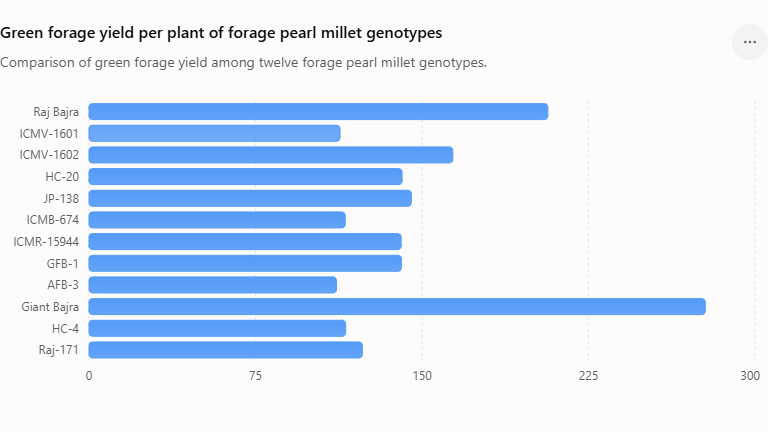 Green forage yield per plant of forage pearl millet genotypes
Comparison of green forage yield among twelve forage pearl millet genotypes.
Raj Bajra
ICMV-1601
ICMV-1602
HC-20
JP-138
ICMB-674
ICMR-15944
GFB-1
AFB-3
Giant Bajra
HC-4
Raj-171
0 75 150 225 300